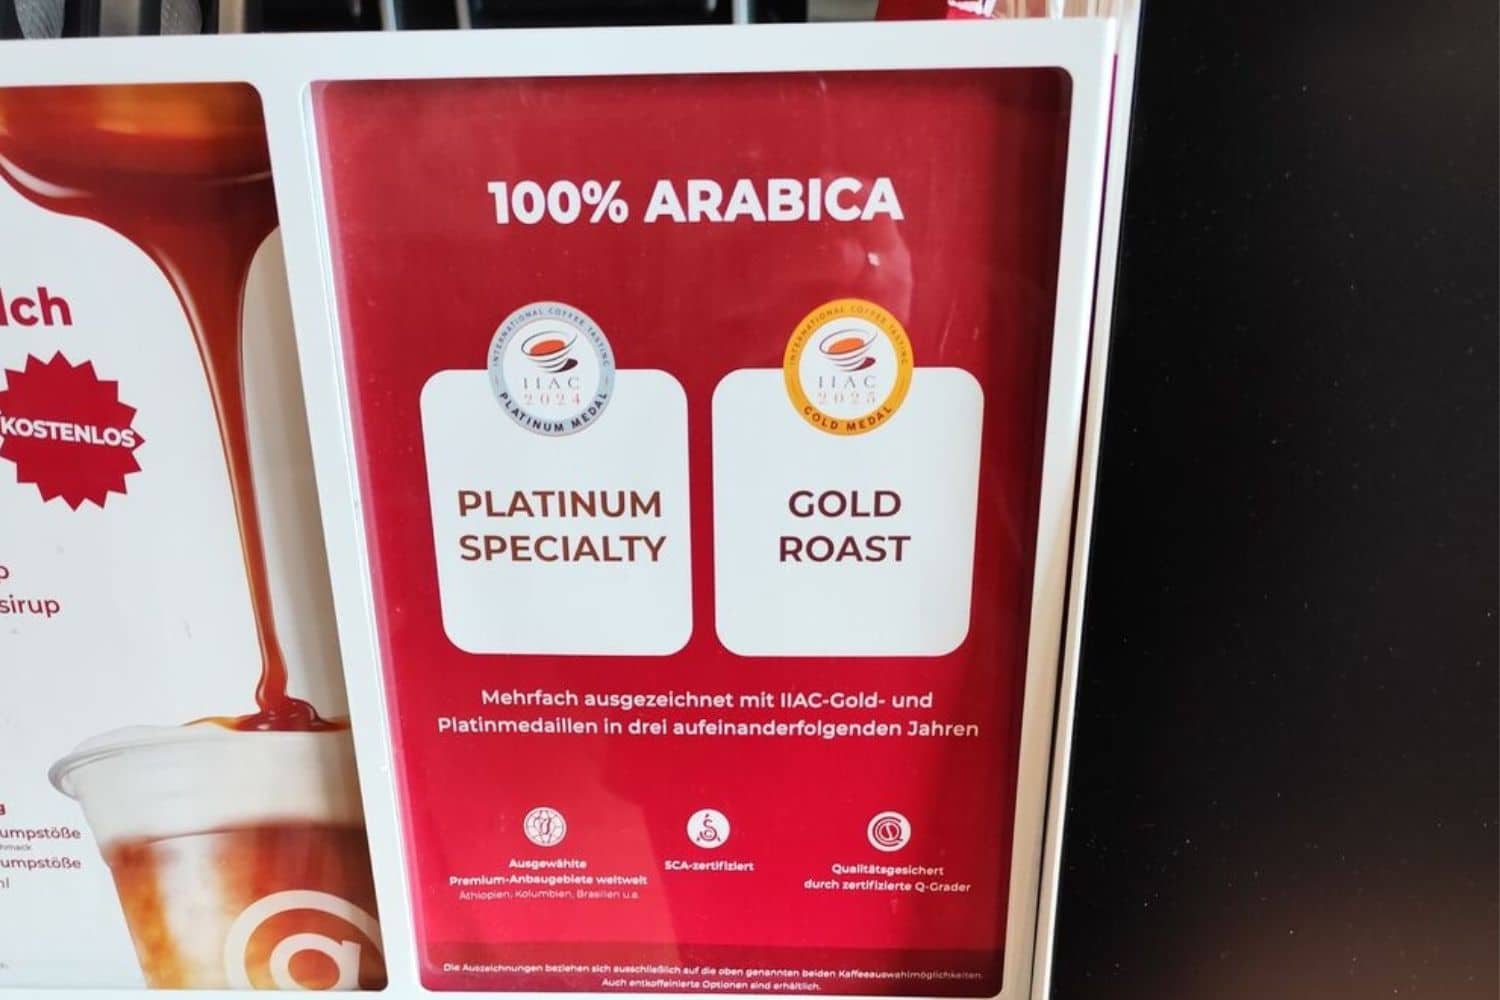 lch
KOSTENLOS
sirup
umpstöße
umpstöße
100% ARABICA
INTERNATIONAL COFFEE TASTING
IIAC
2024
PLATINUM MEDAL
PLATINUM
SPECIALTY
INTERNATIONAL COFFEE TASTING
IIAC
2025
GOLD MEDAL
GOLD
ROAST
Mehrfach ausgezeichnet mit IIAC-Gold- und
Platinmedaillen in drei aufeinanderfolgenden Jahren
Ausgewählte
Premium-Anbaugebiete weltweit
Äthiopien, Kolumbien, Brasilien u.a.
SCA-zertifiziert
Qualitätsgesichert
durch zertifizierte Q-Grader
Die Auszeichnungen beziehen sich ausschließlich auf die oben genannten beiden Kaffeeauswahlmöglichkeiten.
Auch entkoffeinierte Optionen sind erhältlich.